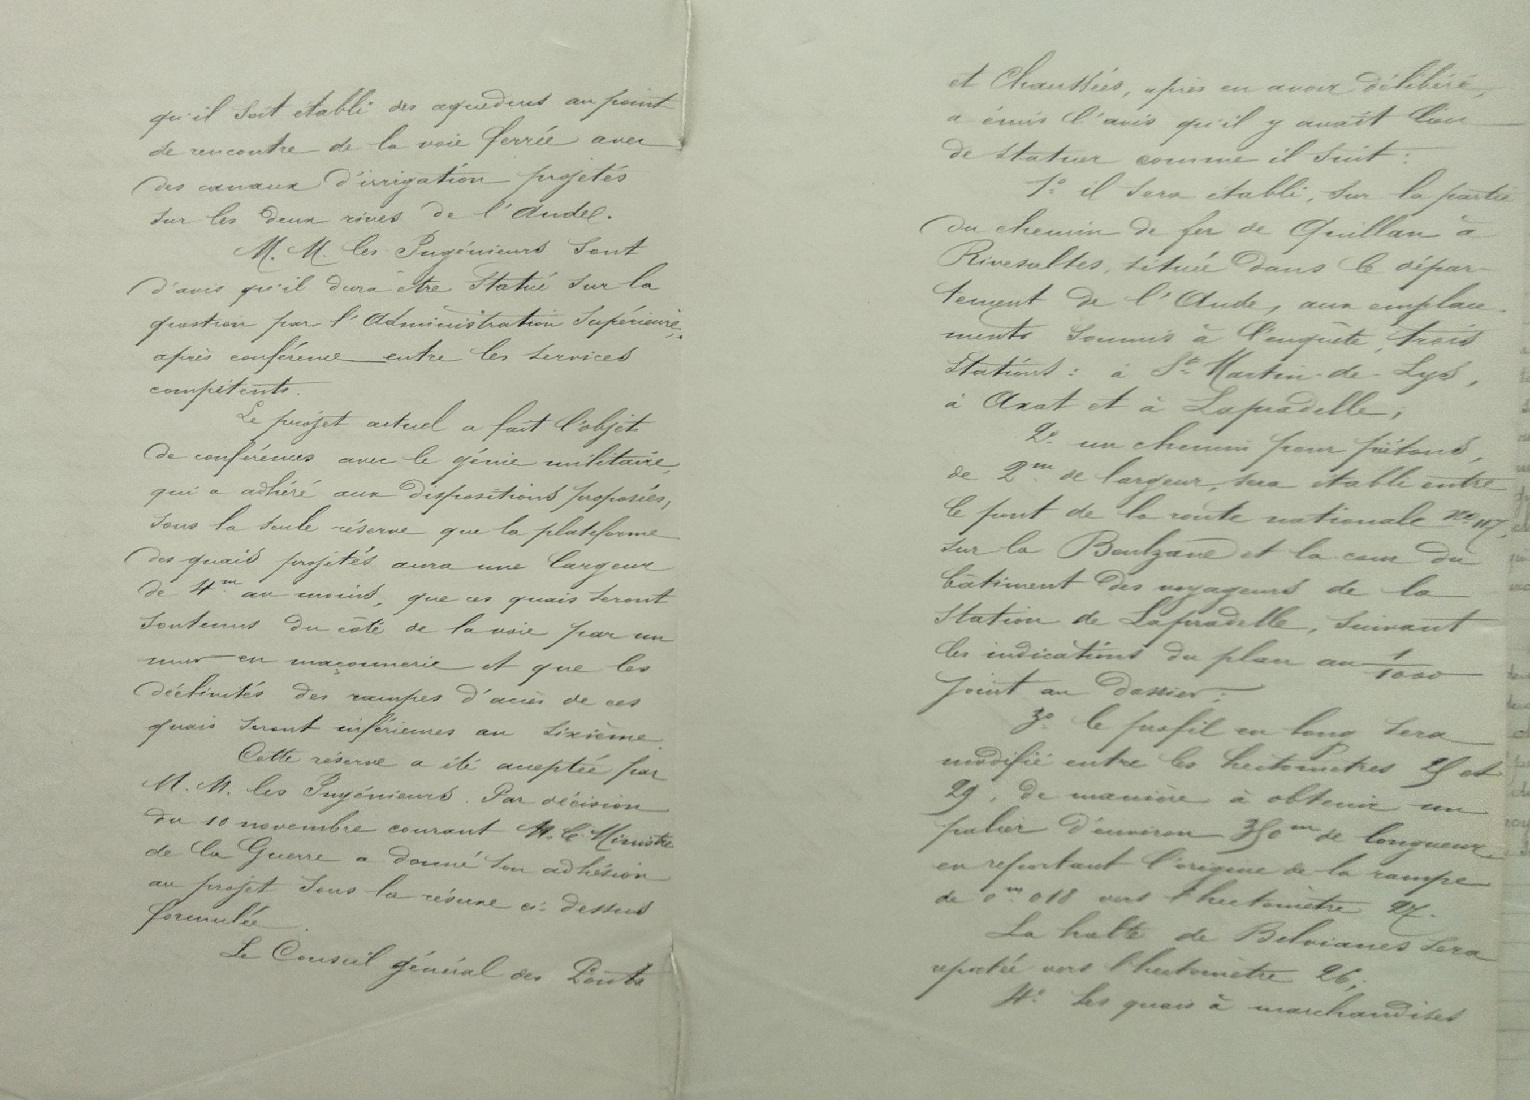 qu'il soit établi des aqueducs au point
de rencontre de la voie ferrée avec
des canaux d'irrigation projetés
sur les deux rives de l'Aude.
M. M. les Ingénieurs sont
d'avis qu'il devra être statué sur la
question par l'Administration Supérieure,
après conférence entre les services
compétents.
Le projet actuel a fait l'objet
de conférences avec le génie militaire
qui a adhéré aux dispositions proposées,
sous la seule réserve que la plateforme
des quais projetés aura une largeur
de 4m au moins, que ces quais seront
soutenus du côté de la voie par un
mur en maçonnerie et que les
déclivités des rampes d'accès de ces
quais seront inférieures au sixième.
Cette réserve a été acceptée par
M. M. les Ingénieurs. Par décision
du 10 novembre courant M. le Ministre
de la Guerre a donné son adhésion
au projet sous la réserve ci-dessus
formulée.
Le Conseil général des Ponts
et Chaussées, après en avoir délibéré,
a émis l'avis qu'il y avait lieu
de statuer comme il suit :
1° il sera établi, sur la partie
du chemin de fer de Quillan à
Rivesaltes, située dans le dépar-
tement de l'Aude, aux emplace-
ments soumis à l'enquête, trois
stations : à St Martin-de-Lys,
à Axat et à Lapradelle ;
2° un chemin pour piétons,
de 2m de largeur, sera établi entre
le pont de la route nationale No 117,
sur la Boulzane et la cour du
bâtiment des voyageurs de la
station de Lapradelle, suivant
les indications du plan au 1/1000
joint au dossier ;
3° le profil en long sera
modifié entre les hectomètres 25 et
29, de manière à obtenir un
palier d'environ 350m de longueur
en reportant l'origine de la rampe
de 0m 018 vers l'hectomètre 27.
La halte de Belvianes sera
reportée vers l'hectomètre 26 ;
4° les quais à marchandises